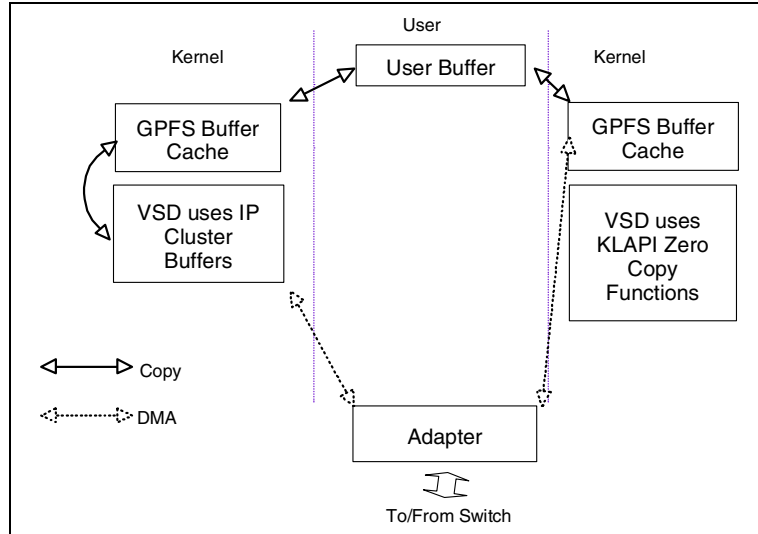 User
Kernel
Kernel
User Buffer
GPFS Buffer
Cache
GPFS Buffer
Cache
VSD uses IP
Cluster
Buffers
VSD uses
KLAPI Zero
Copy
Functions
Copy
DMA
Adapter
To/From Switch